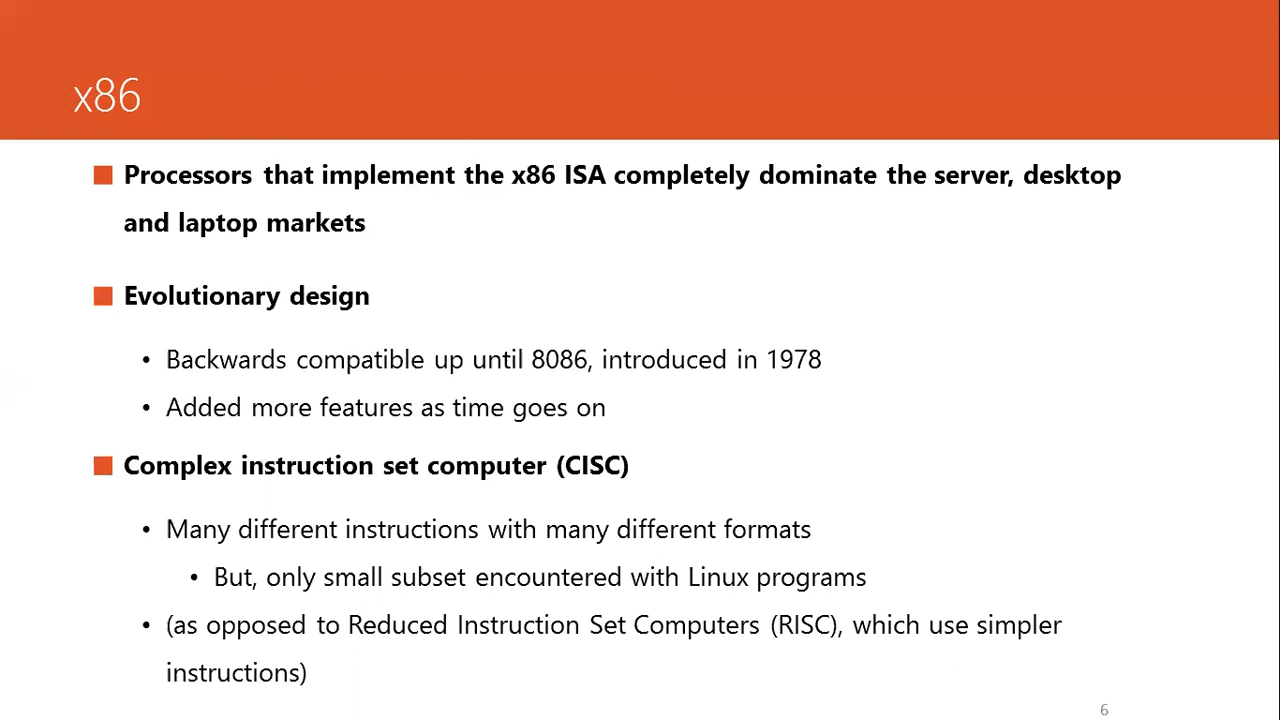 x86
Processors that implement the x86 ISA completely dominate the server, desktop
and laptop markets
Evolutionary design
• Backwards compatible up until 8086, introduced in 1978
• Added more features as time goes on
Complex instruction set computer (CISC)
• Many different instructions with many different formats
• But, only small subset encountered with Linux programs
• (as opposed to Reduced Instruction Set Computers (RISC), which use simpler
instructions)
6